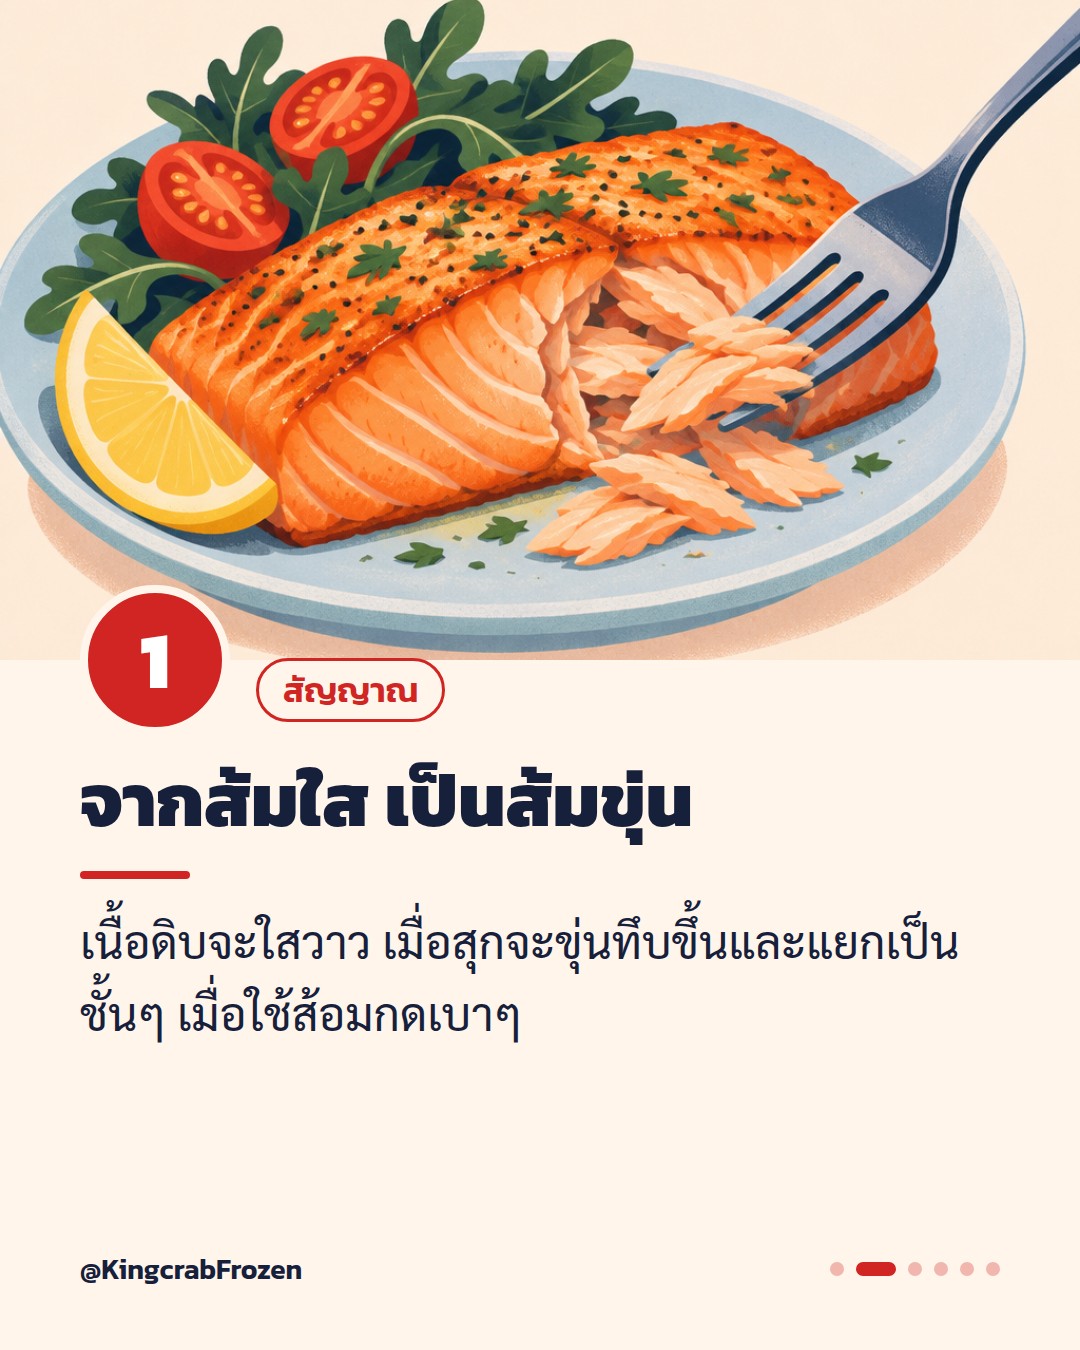 1
สัญญาณ
จากส้มใส เป็นส้มขุ่น
เนื้อดิบจะใสวาว เมื่อสุกจะขุ่นทึบขึ้นและแยกเป็น
ชั้นๆ เมื่อใช้ส้อมกดเบาๆ
@KingcrabFrozen